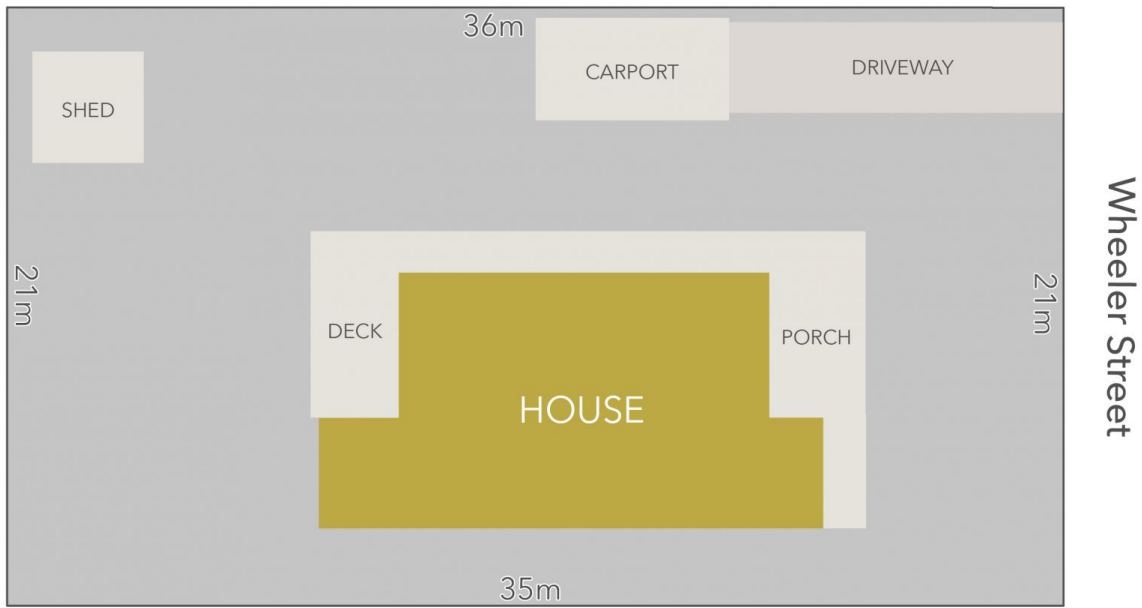 36m
CARPORT
DRIVEWAY
SHED
21m
21m
Wheeler Street
DECK
PORCH
HOUSE
35m